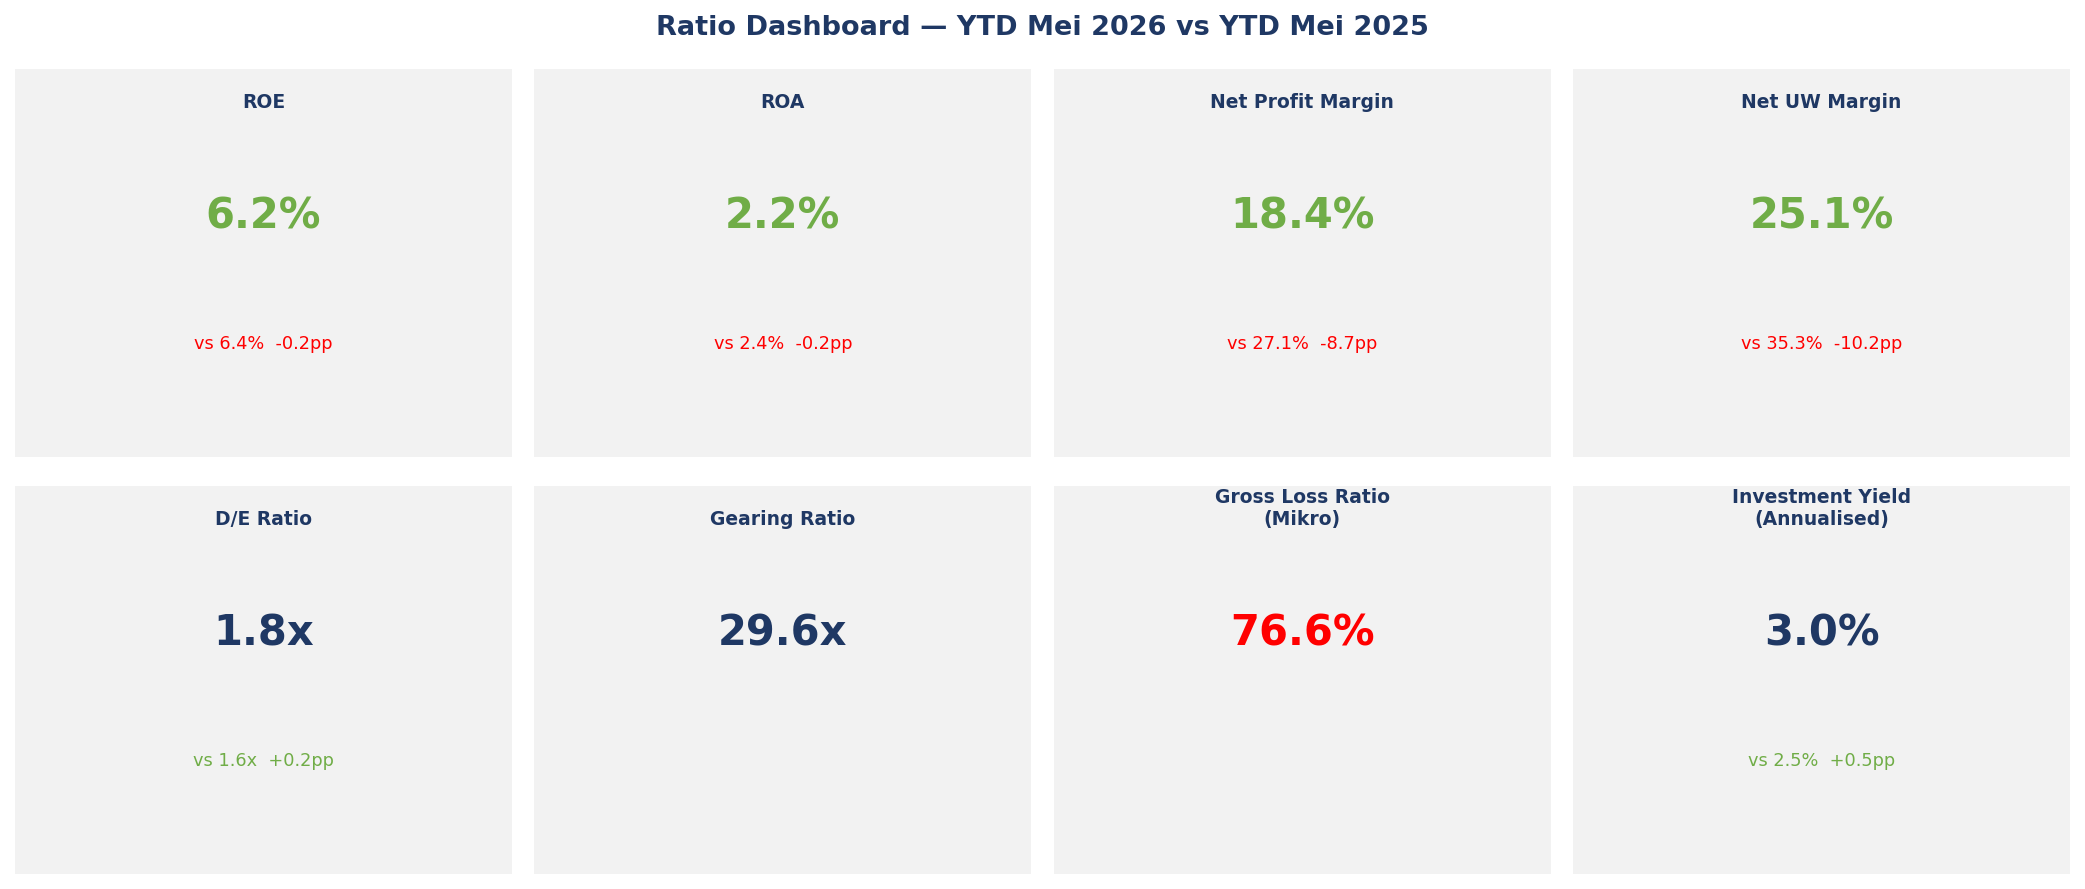 Ratio Dashboard — YTD Mei 2026 vs YTD Mei 2025
ROE
6.2%
vs 6.4%  -0.2pp
ROA
2.2%
vs 2.4%  -0.2pp
Net Profit Margin
18.4%
vs 27.1%  -8.7pp
Net UW Margin
25.1%
vs 35.3%  -10.2pp
D/E Ratio
1.8x
vs 1.6x  +0.2pp
Gearing Ratio
29.6x
Gross Loss Ratio
(Mikro)
76.6%
Investment Yield
(Annualised)
3.0%
vs 2.5%  +0.5pp